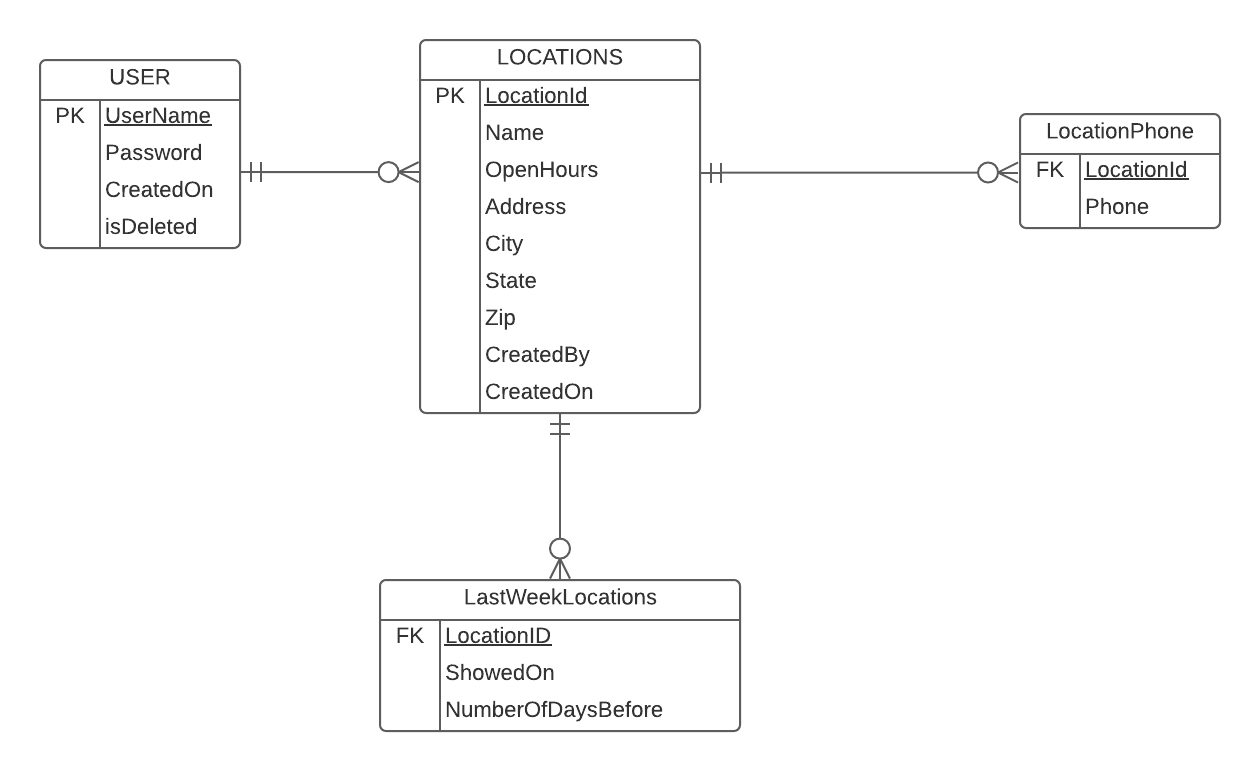 USER
PK UserName
Password
CreatedOn
isDeleted
LOCATIONS
PK LocationId
Name
OpenHours
Address
City
State
Zip
CreatedBy
CreatedOn
LocationPhone
FK LocationId
Phone
LastWeekLocations
FK LocationID
ShowedOn
NumberOfDaysBefore